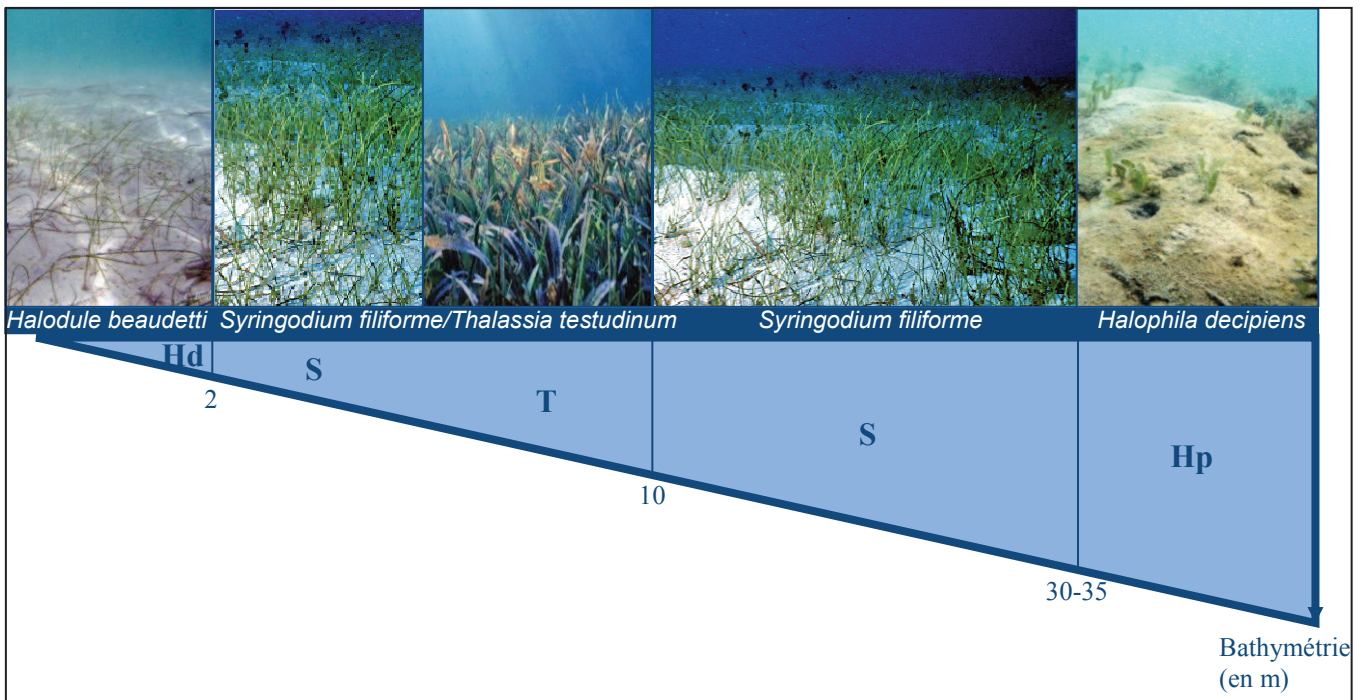 Halodule beaudetti Syringodium filiforme/Thalassia testudinum Syringodium filiforme Halophila decipiens
Hd
S
T
S
Hp
2
10
30-35
Bathymétrie
(en m)